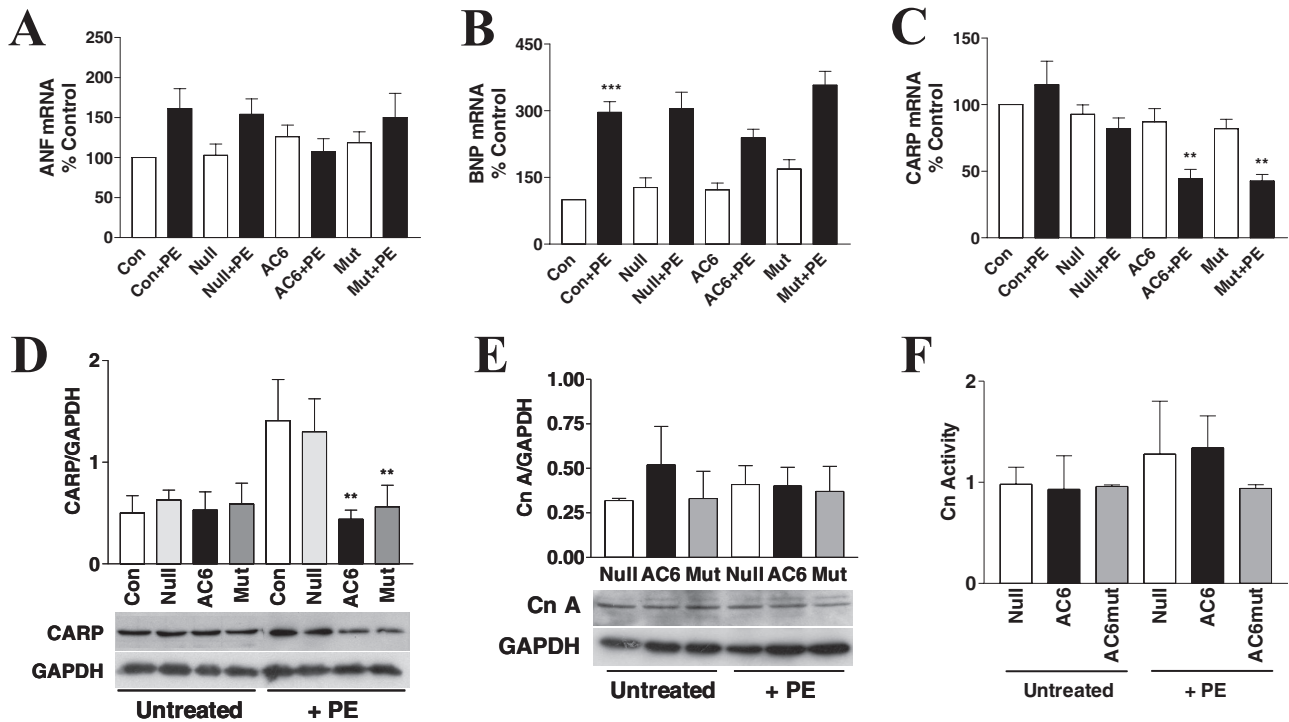 A
ANF mRNA
% Control
250
200
150
100
50
0
Con
Con+PE
Null
Null+PE
AC6
AC6+PE
Mut
Mut+PE
B
BNP mRNA
% Control
450
300
150
0
***
Con
Con+PE
Null
Null+PE
AC6
AC6+PE
Mut
Mut+PE
C
CARP mRNA
% Control
150
100
50
0
**
**
Con
Con+PE
Null
Null+PE
AC6
AC6+PE
Mut
Mut+PE
D
CARP/GAPDH
2
1
0
**
**
Con
Null
AC6
Mut
Con
Null
AC6
Mut
CARP
GAPDH
Untreated
+ PE
E
Cn A/GAPDH
1.00
0.75
0.50
0.25
0.00
Null AC6 Mut Null AC6 Mut
Cn A
GAPDH
Untreated
+ PE
F
Cn Activity
2
1
0
Null
AC6
AC6mut
Null
AC6
AC6mut
Untreated
+ PE